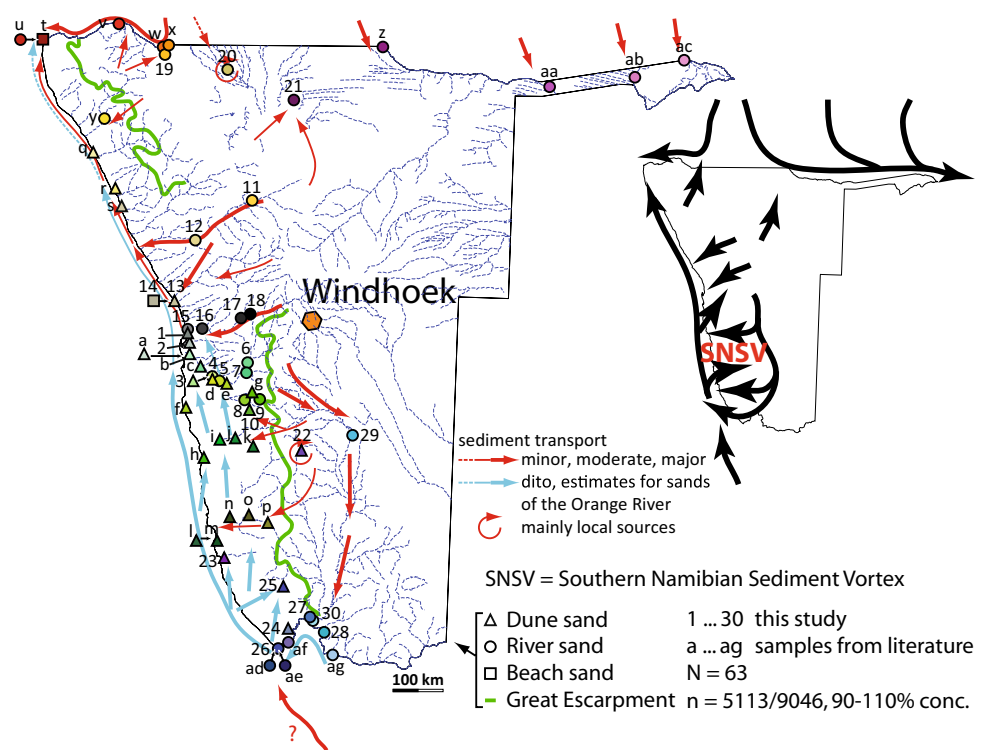 u t v w x z
19 20 21 aa ab ac
y
q
r
s
11
12
14 13
Windhoek
15 16 17 18
1
a 2
b
c 4 6
3 5 7
d e g
f
8 9
10
i j k 22 29
h
n o p
l m
23
25
27 30
24 28
26 af
ad ae ag
?
100 km
SNSV
sediment transport
minor, moderate, major
dito, estimates for sands
of the Orange River
mainly local sources
SNSV = Southern Namibian Sediment Vortex
Dune sand 1 ... 30 this study
River sand a ... ag samples from literature
Beach sand N = 63
Great Escarpment n = 5113/9046, 90-110% conc.